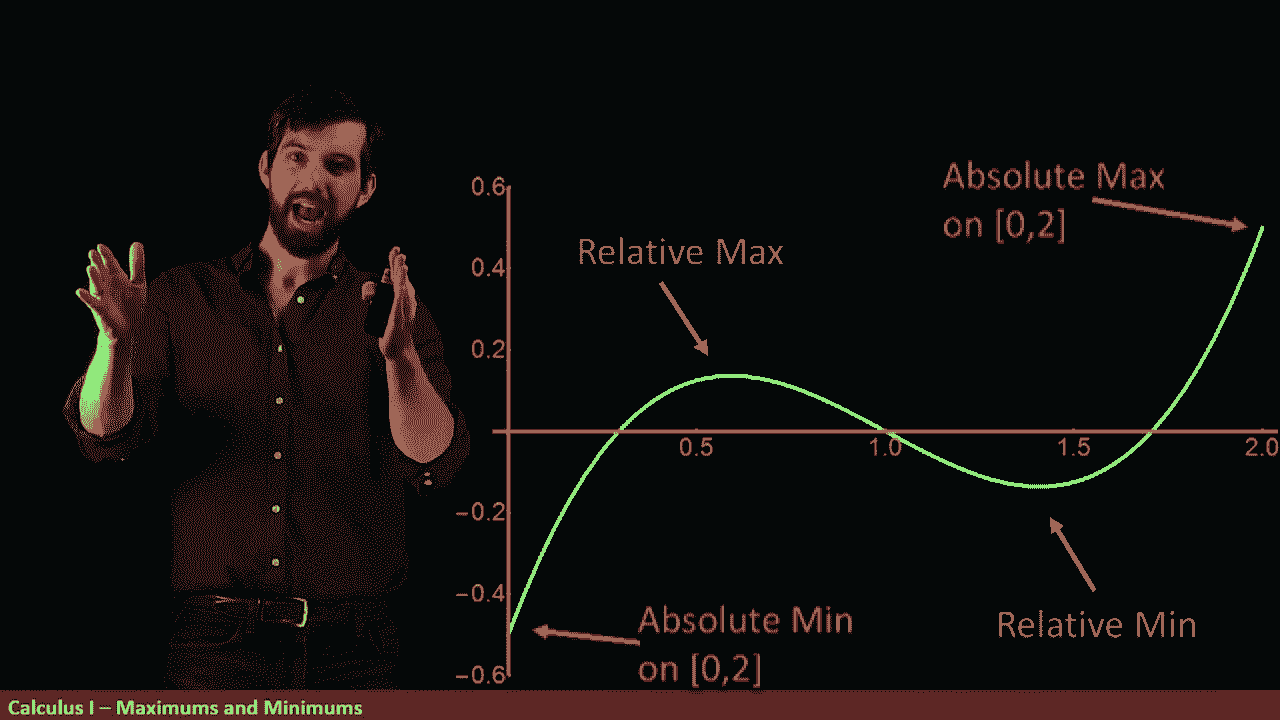 Absolute Max
on [0,2]
Relative Max
0.6
0.4
0.2
0.5
1.0
1.5
2.0
−0.2
−0.4
−0.6
Absolute Min
on [0,2]
Relative Min
Calculus I – Maximums and Minimums